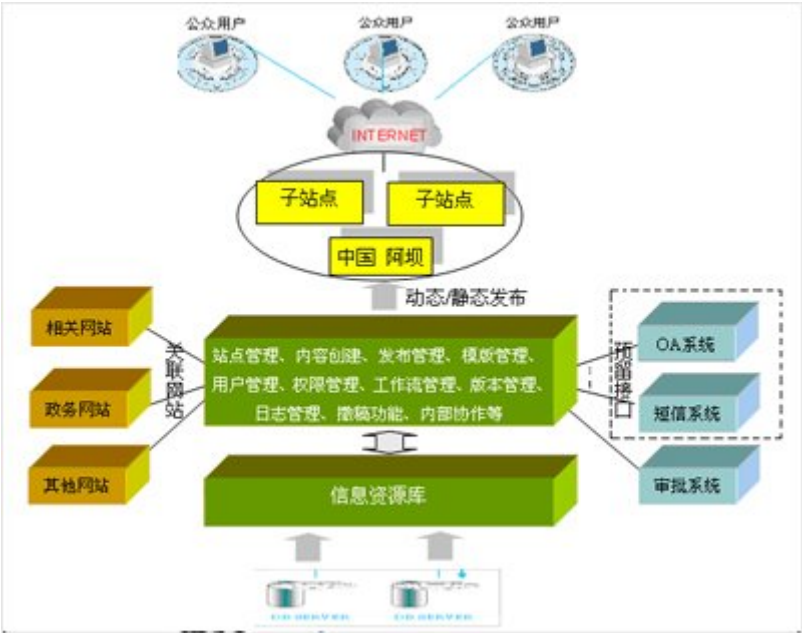 公众用户
公众用户
公众用户
INTERNET
子站点
子站点
中国 阿坝
动态/静态发布
相关网站
政务网站
其他网站
关联网站
站点管理、内容创建、发布管理、模版管理、
用户管理、权限管理、工作流管理、版本管理、
日志管理、撤稿功能、内部协作等
预留接口
OA系统
短信系统
审批系统
信息资源库
DB SERVER
DB SERVER